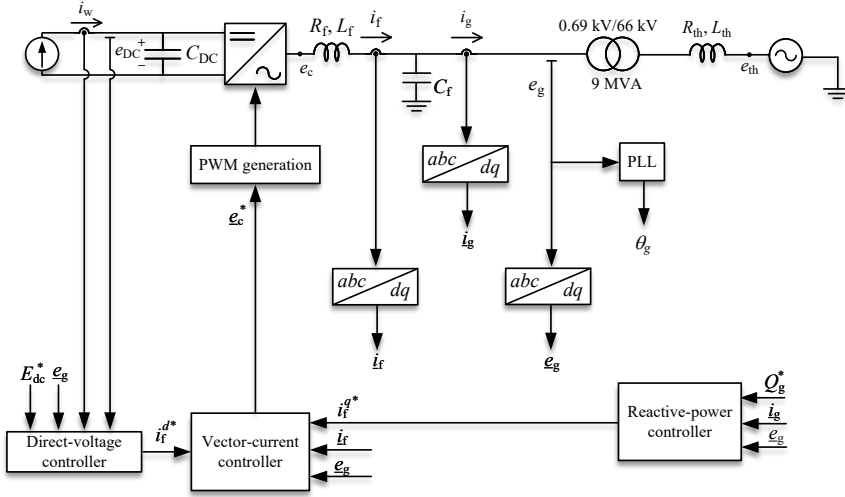 i_w
R_f, L_f
i_f
i_g
0.69 kV/66 kV
R_th, L_th
e_DC
+
−
C_DC
e_c
C_f
e_g
9 MVA
e_th
PWM generation
abc
dq
PLL
e_c*
i_g
θ_g
abc
dq
abc
dq
i_f
e_g
E_dc*
e_g
Q_g*
i_f^d*
i_f^q*
Direct-voltage
controller
Vector-current
controller
i_f
e_g
Reactive-power
controller
i_g
e_g